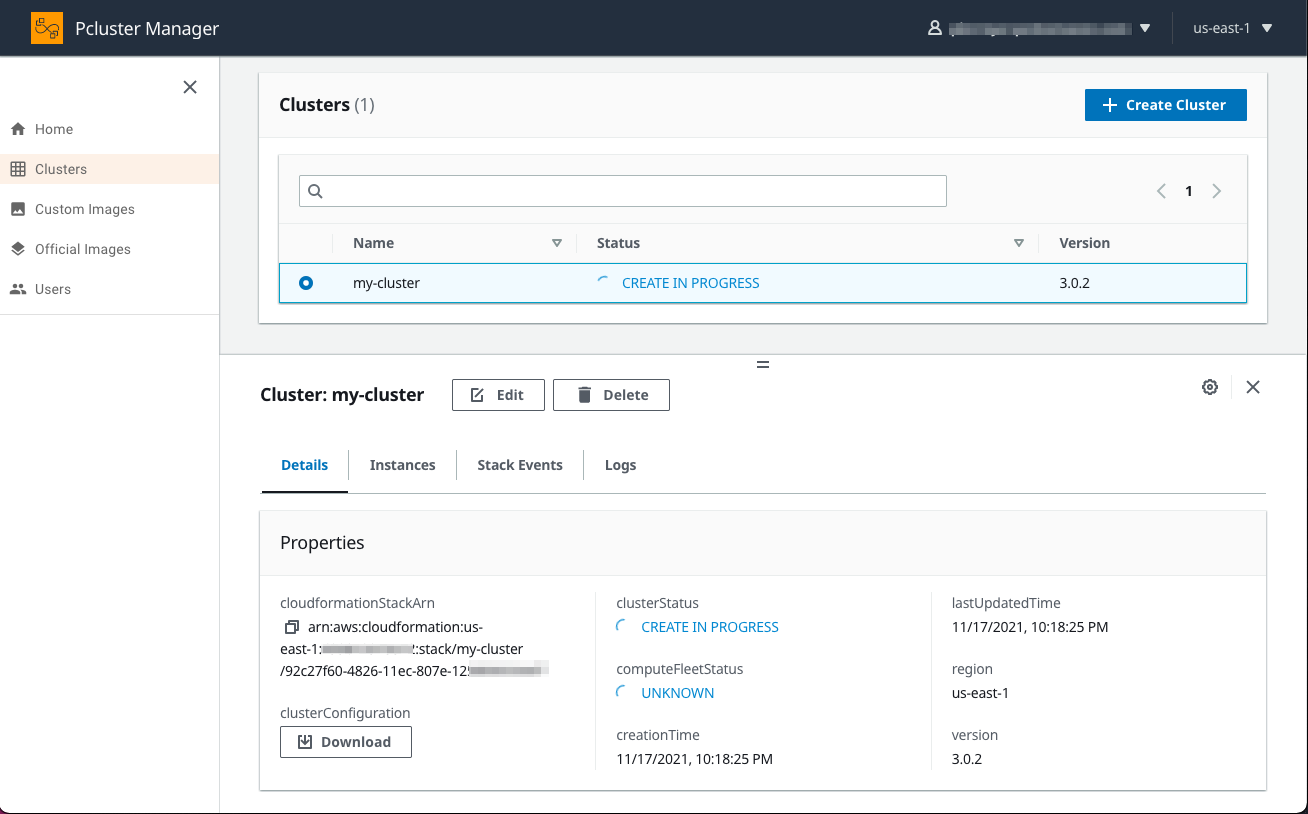 Pcluster Manager
us-east-1
Home
Clusters
Custom Images
Official Images
Users
Clusters (1)
Create Cluster
1
Name Status Version
my-cluster CREATE IN PROGRESS 3.0.2
Cluster: my-cluster Edit Delete
Details Instances Stack Events Logs
Properties
cloudformationStackArn
arn:aws:cloudformation:us-
east-1: :stack/my-cluster
/92c27f60-4826-11ec-807e-12
clusterConfiguration
Download
clusterStatus
CREATE IN PROGRESS
computeFleetStatus
UNKNOWN
creationTime
11/17/2021, 10:18:25 PM
lastUpdatedTime
11/17/2021, 10:18:25 PM
region
us-east-1
version
3.0.2